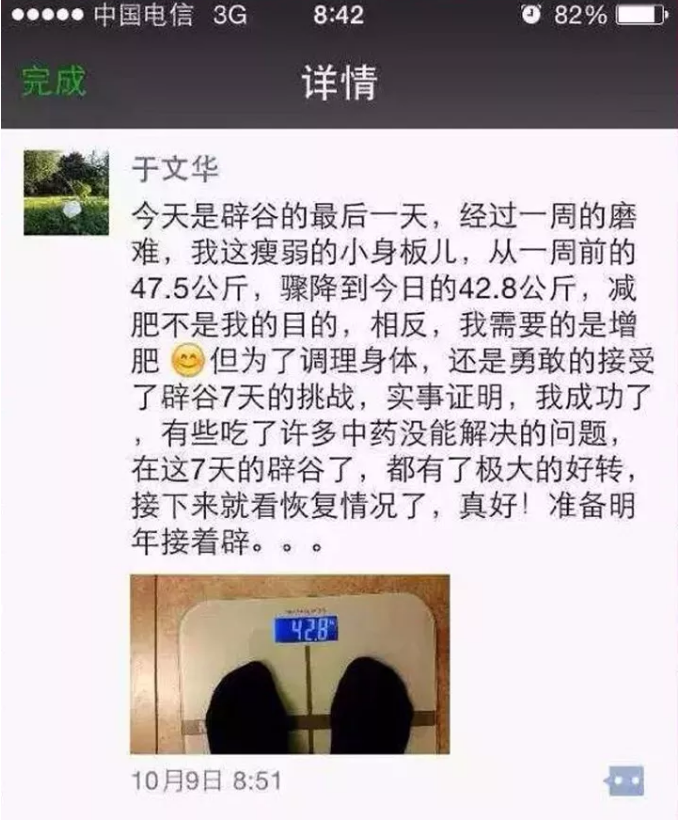 中国电信 3G 8:42 82%
完成 详情
于文华
今天是辟谷的最后一天，经过一周的磨
难，我这瘦弱的小身板儿，从一周前的
47.5公斤，骤降到今日的42.8公斤，减
肥不是我的目的，相反，我需要的是增
肥😊但为了调理身体，还是勇敢的接受
了辟谷7天的挑战，实事证明，我成功了
，有些吃了许多中药没能解决的问题，
在这7天的辟谷了，都有了极大的好转，
接下来就看恢复情况了，真好！准备明
年接着辟。。。
42.8
10月9日 8:51